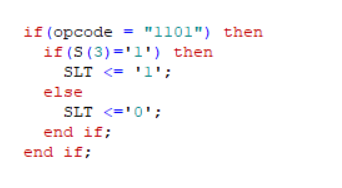 if(opcode = "1101") then
if(S(3)='1') then
SLT <= '1';
else
SLT <='0';
end if;
end if;